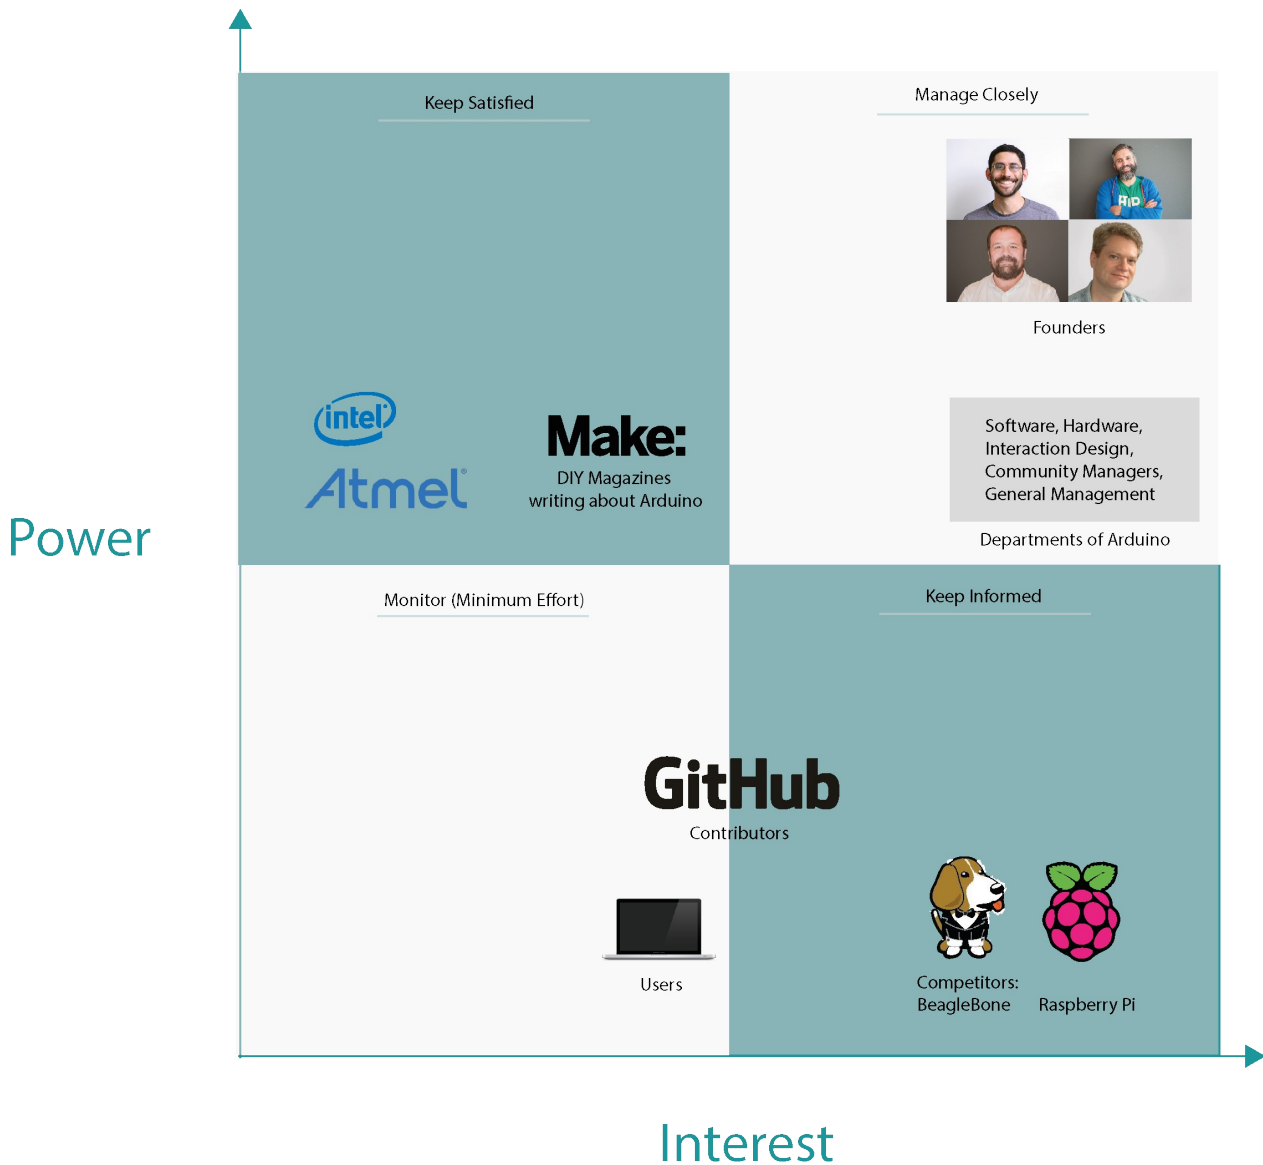 Keep Satisfied
Manage Closely
Founders
intel
Atmel
Make:
DIY Magazines
writing about Arduino
Software, Hardware,
Interaction Design,
Community Managers,
General Management
Departments of Arduino
Power
Monitor (Minimum Effort)
Keep Informed
GitHub
Contributors
Users
Competitors:
BeagleBone
Raspberry Pi
Interest